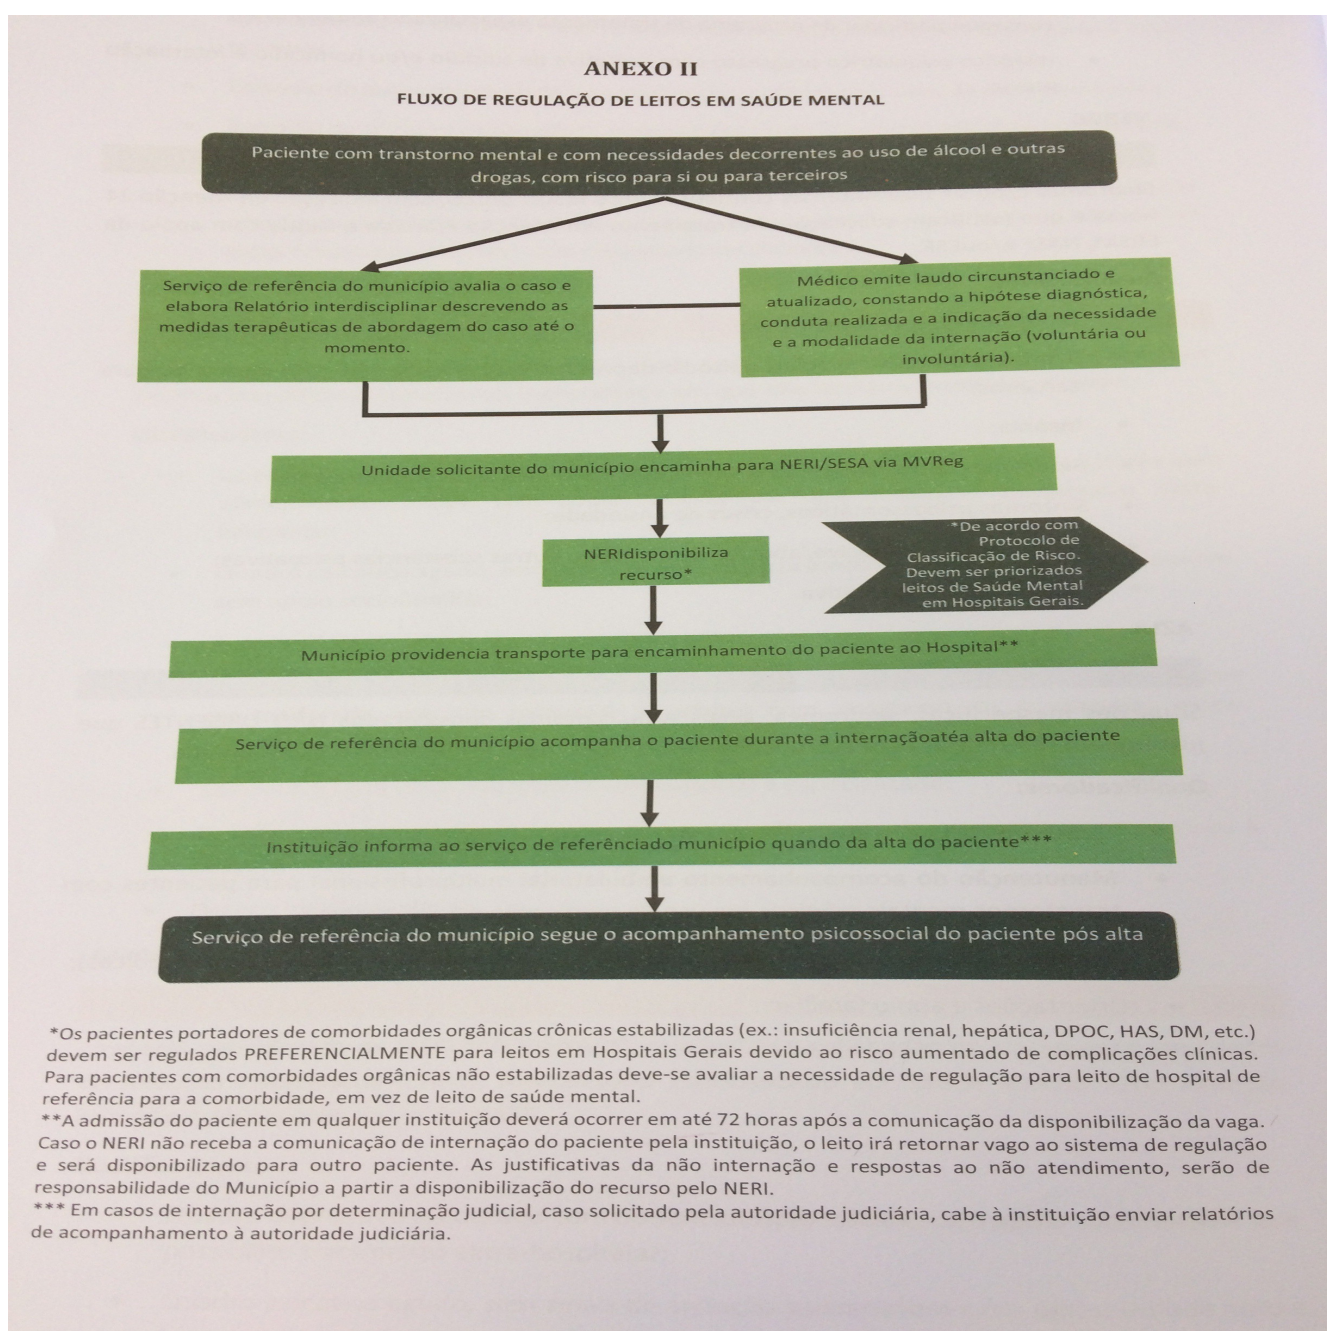 ANEXO II
FLUXO DE REGULAÇÃO DE LEITOS EM SAÚDE MENTAL
Paciente com transtorno mental e com necessidades decorrentes ao uso de álcool e outras
drogas, com risco para si ou para terceiros
Serviço de referência do município avalia o caso e
elabora Relatório interdisciplinar descrevendo as
medidas terapêuticas de abordagem do caso até o
momento.
Médico emite laudo circunstanciado e
atualizado, constando a hipótese diagnóstica,
conduta realizada e a indicação da necessidade
e a modalidade da internação (voluntária ou
involuntária).
Unidade solicitante do município encaminha para NERI/SESA via MVReg
NERIdisponibiliza
recurso*
*De acordo com
Protocolo de
Classificação de Risco.
Devem ser priorizados
leitos de Saúde Mental
em Hospitais Gerais.
Município providencia transporte para encaminhamento do paciente ao Hospital**
Serviço de referência do município acompanha o paciente durante a internaçãoatéa alta do paciente
Instituição informa ao serviço de referênciado município quando da alta do paciente***
Serviço de referência do município segue o acompanhamento psicossocial do paciente pós alta
*Os pacientes portadores de comorbidades orgânicas crônicas estabilizadas (ex.: insuficiência renal, hepática, DPOC, HAS, DM, etc.)
devem ser regulados PREFERENCIALMENTE para leitos em Hospitais Gerais devido ao risco aumentado de complicações clínicas.
Para pacientes com comorbidades orgânicas não estabilizadas deve-se avaliar a necessidade de regulação para leito de hospital de
referência para a comorbidade, em vez de leito de saúde mental.
**A admissão do paciente em qualquer instituição deverá ocorrer em até 72 horas após a comunicação da disponibilização da vaga.
Caso o NERI não receba a comunicação de internação do paciente pela instituição, o leito irá retornar vago ao sistema de regulação
e será disponibilizado para outro paciente. As justificativas da não internação e respostas ao não atendimento, serão de
responsabilidade do Município a partir a disponibilização do recurso pelo NERI.
*** Em casos de internação por determinação judicial, caso solicitado pela autoridade judiciária, cabe à instituição enviar relatórios
de acompanhamento à autoridade judiciária.